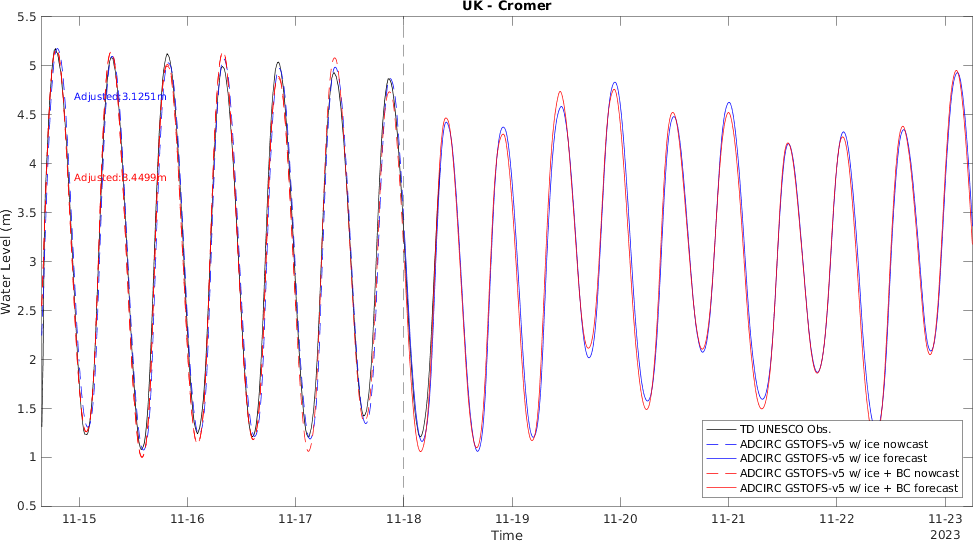 UK - Cromer
5.5
5
4.5
4
3.5
3
2.5
2
1.5
1
0.5
Water Level (m)
Adjusted:3.1251m
Adjusted:3.4499m
TD UNESCO Obs.
ADCIRC GSTOFS-v5 w/ ice nowcast
ADCIRC GSTOFS-v5 w/ ice forecast
ADCIRC GSTOFS-v5 w/ ice + BC nowcast
ADCIRC GSTOFS-v5 w/ ice + BC forecast
11-15 11-16 11-17 11-18 11-19 11-20 11-21 11-22 11-23
Time
2023